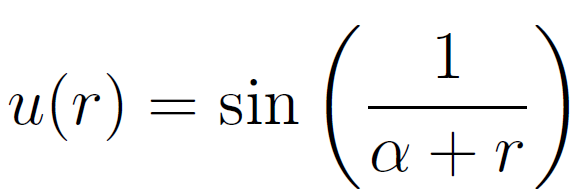 u(r) = sin(1/(α + r))